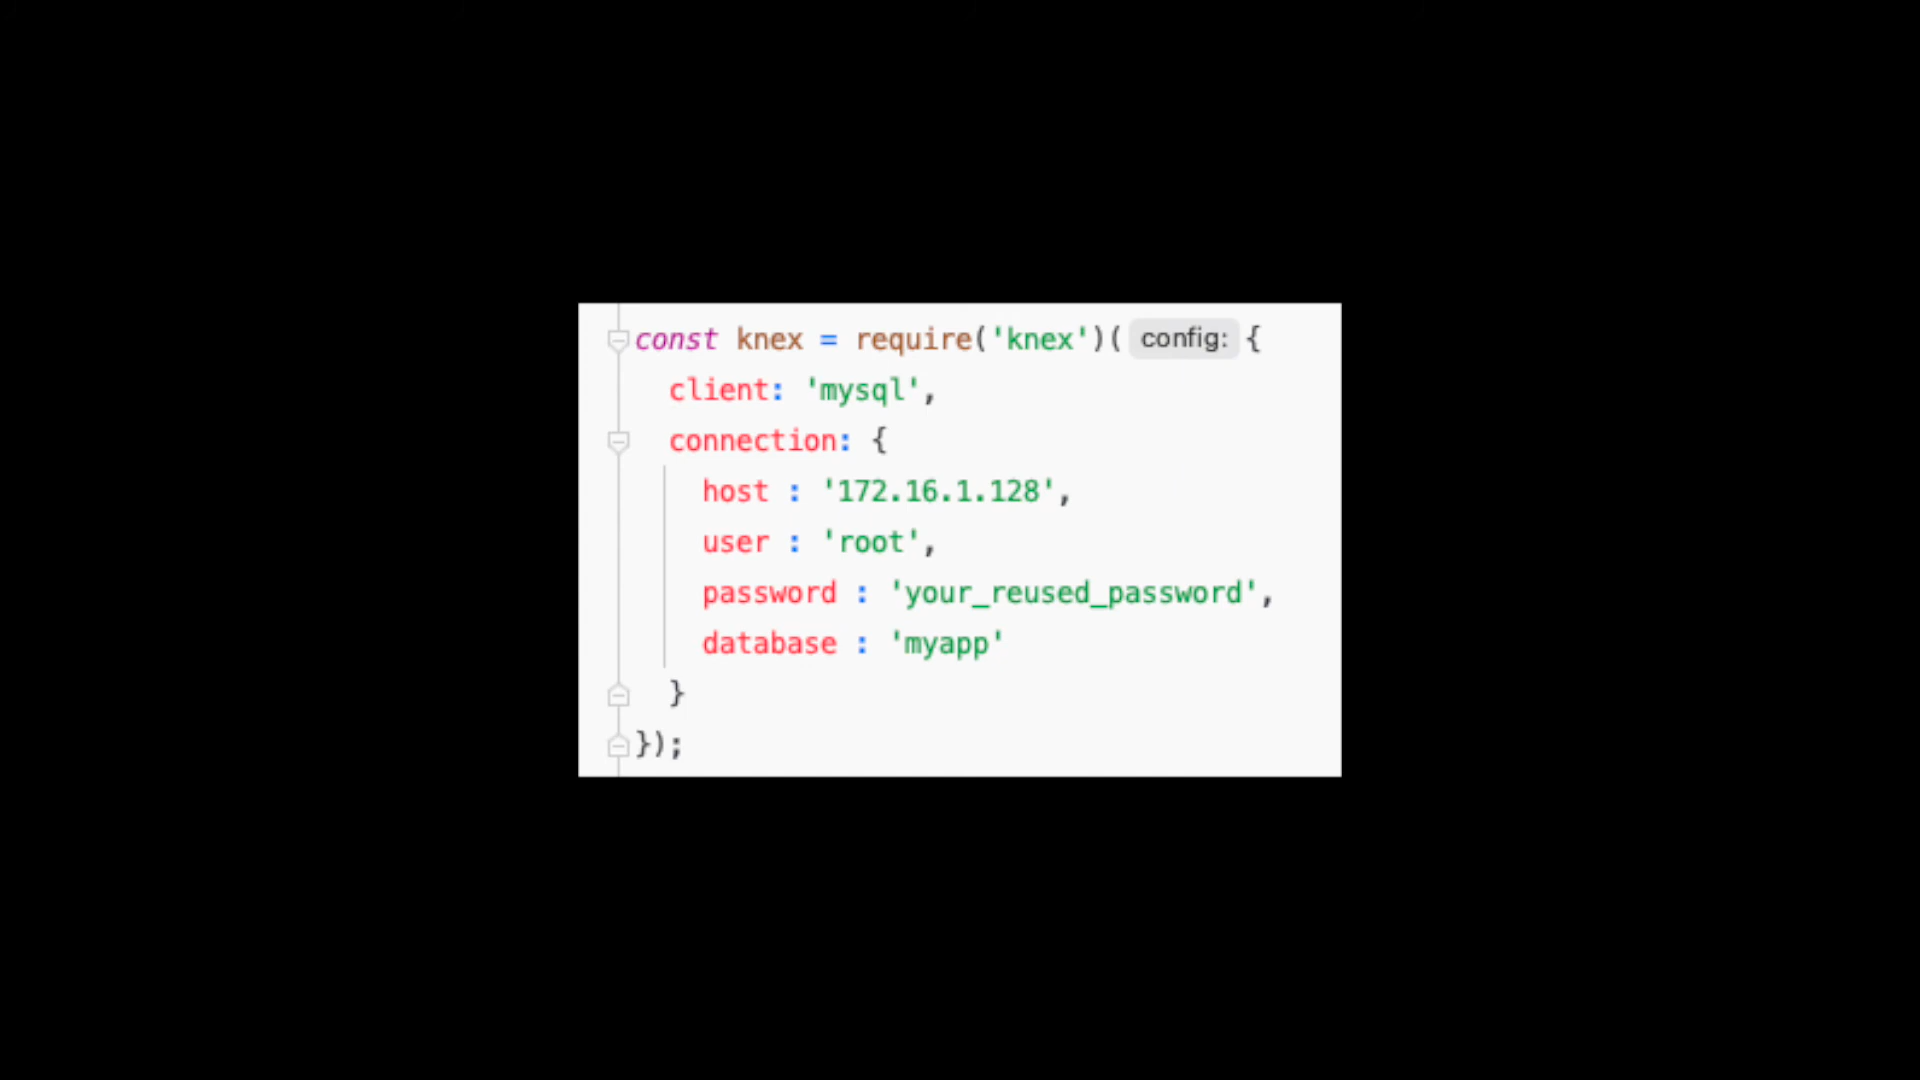 const knex = require('knex')( config: {
client: 'mysql',
connection: {
host : '172.16.1.128',
user : 'root',
password : 'your_reused_password',
database : 'myapp'
}
});